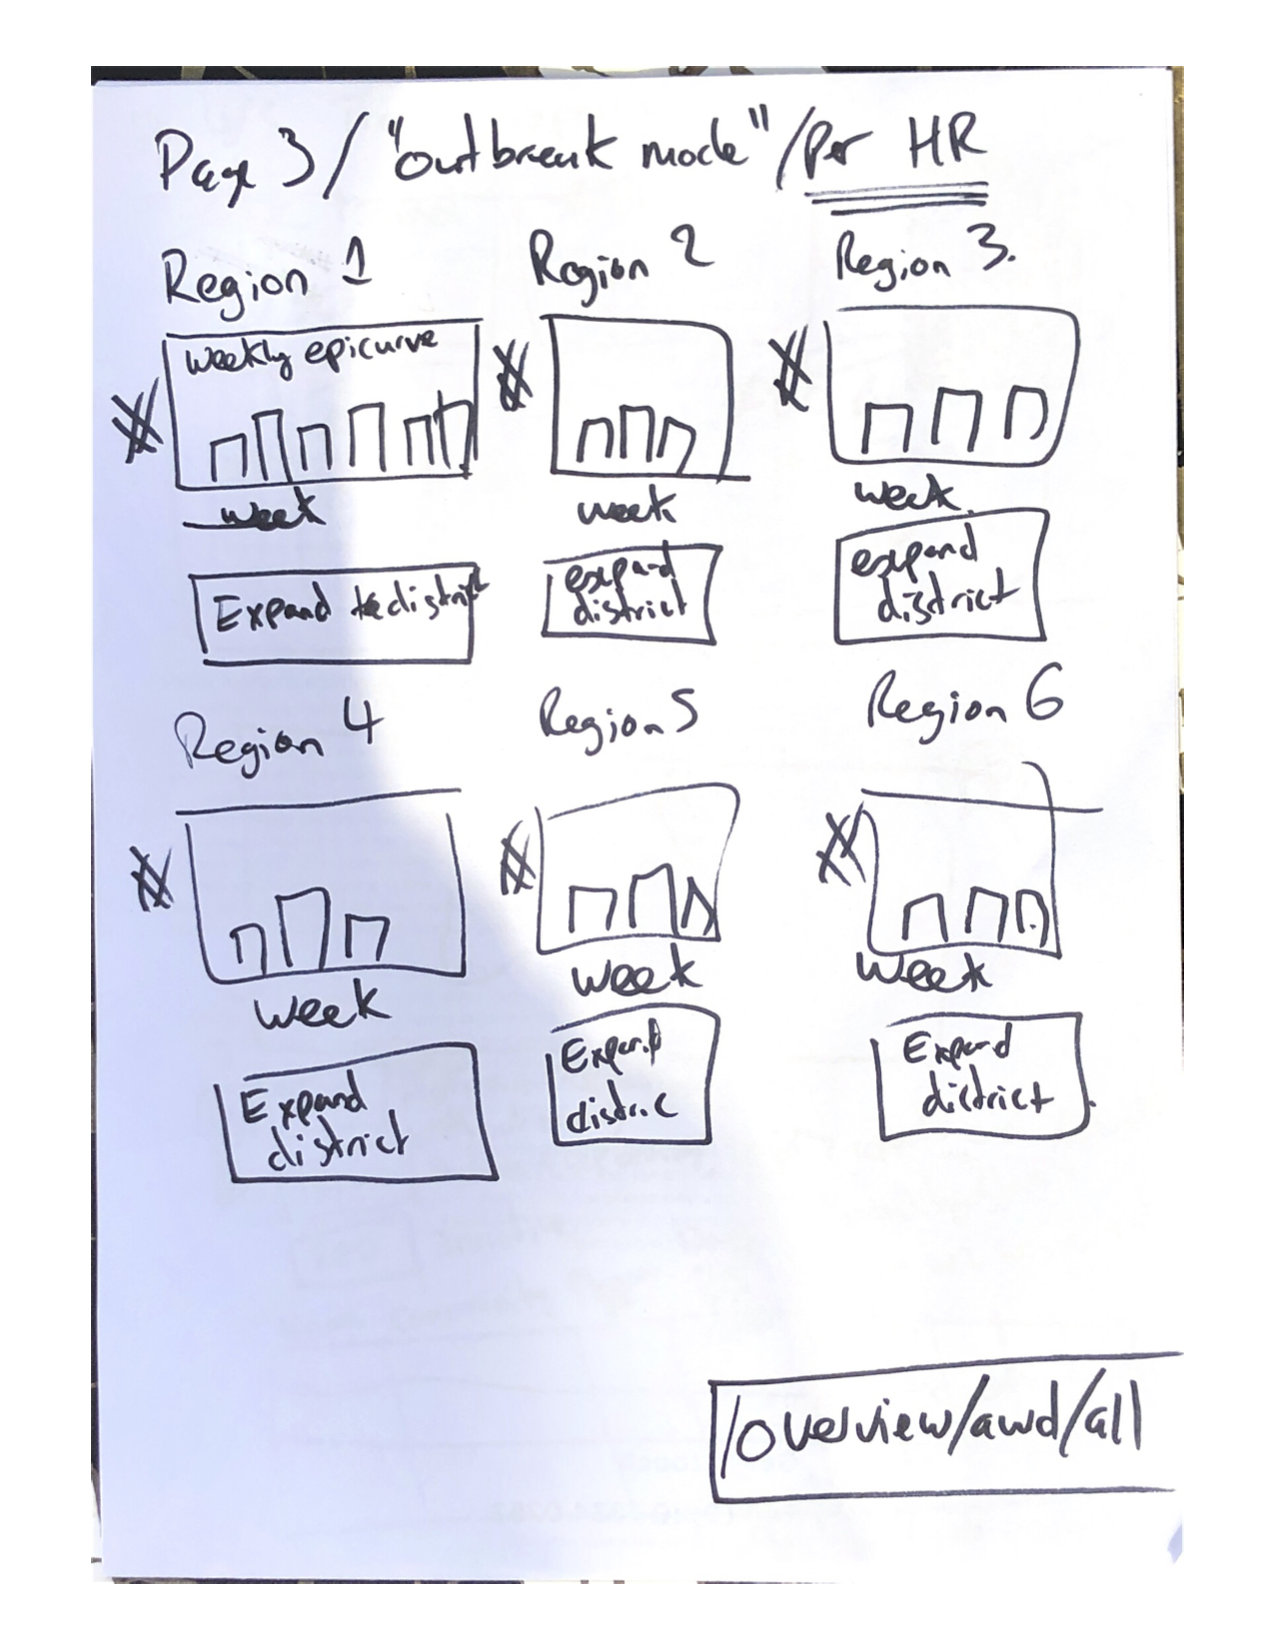 Page 3 / "outbreak mode" / Per HR
Region 1
Region 2
Region 3.
Weekly epicurve
#
#
#
week
week
week
Expand to district
expand
district
expand
district
Region 4
Region 5
Region 6
#
#
#
week
week
week
Expand
district
Expand
distric
Expand
district
/overview/awd/all